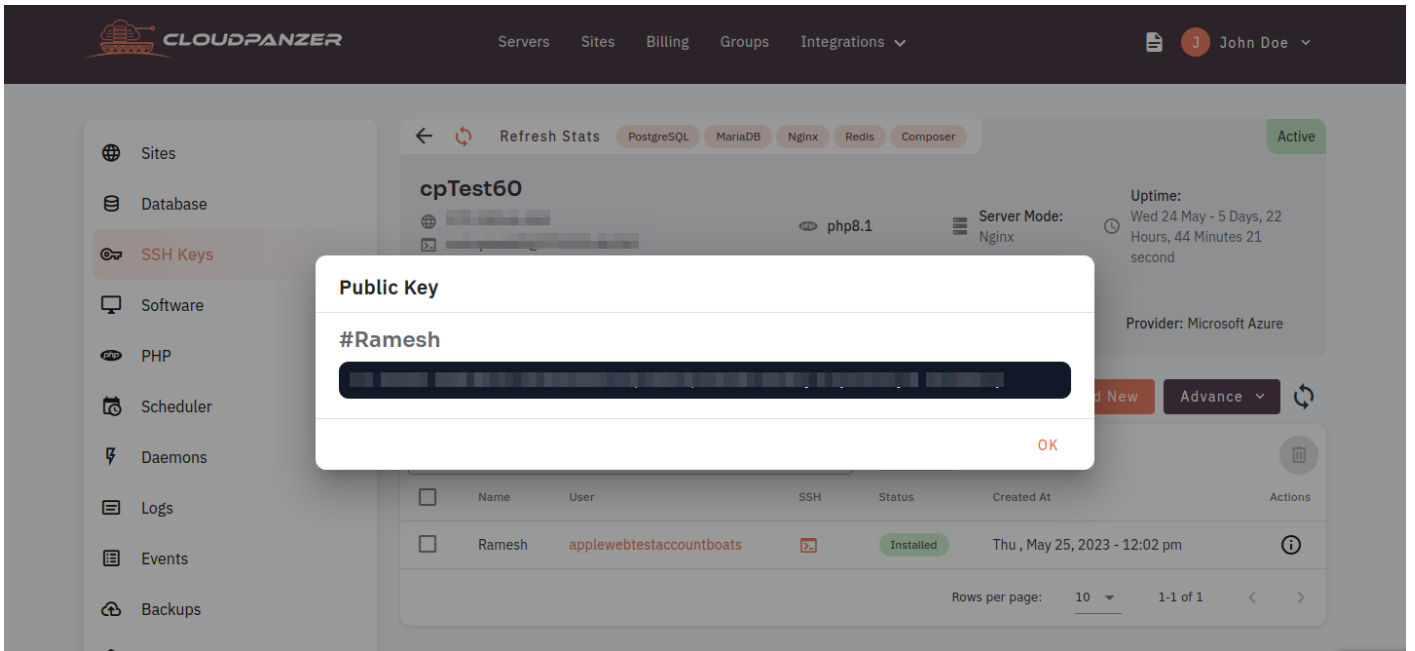 CLOUDPANZER
Servers Sites Billing Groups Integrations
J John Doe
Sites
Database
SSH Keys
Software
php PHP
Scheduler
Daemons
Logs
Events
Backups
Refresh Stats PostgreSQL MariaDB Nginx Redis Composer
Active
cpTest60
php php8.1
Server Mode:
Nginx
Uptime:
Wed 24 May - 5 Days, 22
Hours, 44 Minutes 21
second
Provider: Microsoft Azure
Public Key
#Ramesh
OK
New
Advance
Name User SSH Status Created At Actions
Ramesh applewebtestaccountboats Installed Thu , May 25, 2023 - 12:02 pm
Rows per page: 10 1-1 of 1